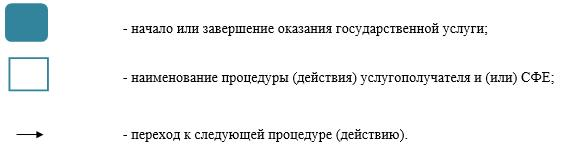 - начало или завершение оказания государственной услуги;
- наименование процедуры (действия) услугополучателя и (или) СФЕ;
- переход к следующей процедуре (действию).